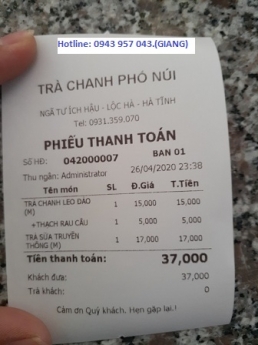 Hotline: 0943 957 043.(GIANG)
TRÀ CHANH PHỐ NÚI
NGÃ TƯ ÍCH HẬU - LỘC HÀ - HÀ TĨNH
Tel: 0931.359.070
PHIẾU THANH TOÁN
Số HĐ: 042000007 BAN 01
Thu ngân: Administrator 26/04/2020 23:38
Tên món SL Đ.Giá T.Tiền
TRÀ CHANH LEO ĐÁO (M) 1 15,000 15,000
+THẠCH RAU CÂU 1 5,000 5,000
TRÀ SỮA TRUYỀN THỐNG (M) 1 17,000 17,000
Tiền thanh toán: 37,000
Khách đưa: 37,000
Trả khách: 0
Cảm ơn Quý khách. Hẹn gặp lại!